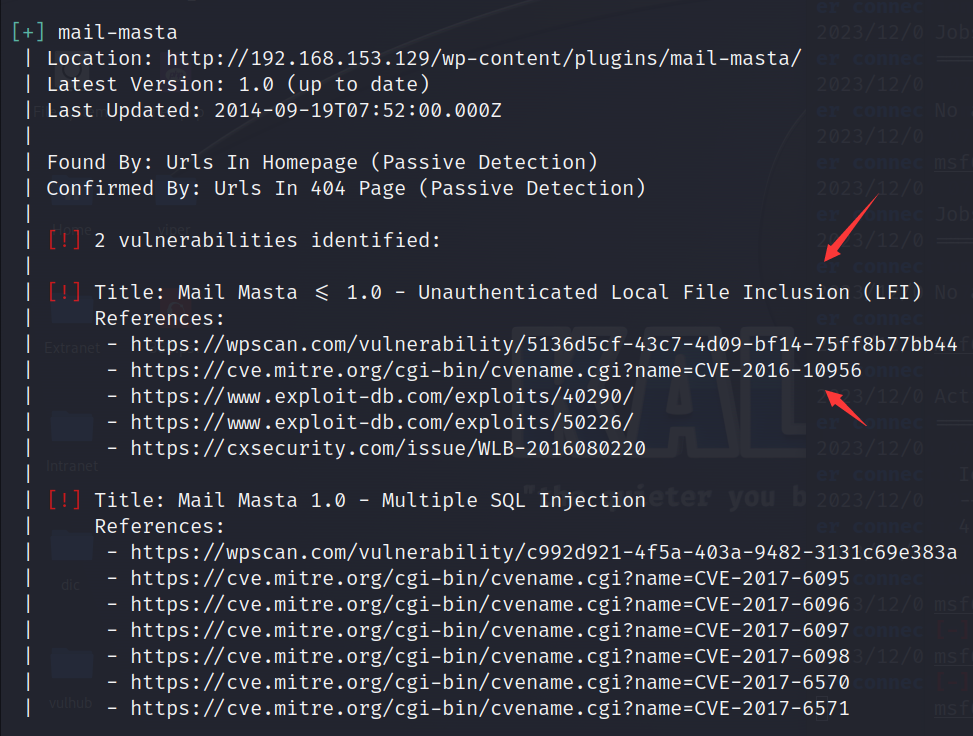 [+] mail-masta
| Location: http://192.168.153.129/wp-content/plugins/mail-masta/
| Latest Version: 1.0 (up to date)
| Last Updated: 2014-09-19T07:52:00.000Z
|
| Found By: Urls In Homepage (Passive Detection)
| Confirmed By: Urls In 404 Page (Passive Detection)
|
| [!] 2 vulnerabilities identified:
|
| [!] Title: Mail Masta <= 1.0 - Unauthenticated Local File Inclusion (LFI)
|     References:
|      - https://wpscan.com/vulnerability/5136d5cf-43c7-4d09-bf14-75ff8b77bb44
|      - https://cve.mitre.org/cgi-bin/cvename.cgi?name=CVE-2016-10956
|      - https://www.exploit-db.com/exploits/40290/
|      - https://www.exploit-db.com/exploits/50226/
|      - https://cxsecurity.com/issue/WLB-2016080220
|
| [!] Title: Mail Masta 1.0 - Multiple SQL Injection
|     References:
|      - https://wpscan.com/vulnerability/c992d921-4f5a-403a-9482-3131c69e383a
|      - https://cve.mitre.org/cgi-bin/cvename.cgi?name=CVE-2017-6095
|      - https://cve.mitre.org/cgi-bin/cvename.cgi?name=CVE-2017-6096
|      - https://cve.mitre.org/cgi-bin/cvename.cgi?name=CVE-2017-6097
|      - https://cve.mitre.org/cgi-bin/cvename.cgi?name=CVE-2017-6098
|      - https://cve.mitre.org/cgi-bin/cvename.cgi?name=CVE-2017-6570
|      - https://cve.mitre.org/cgi-bin/cvename.cgi?name=CVE-2017-6571